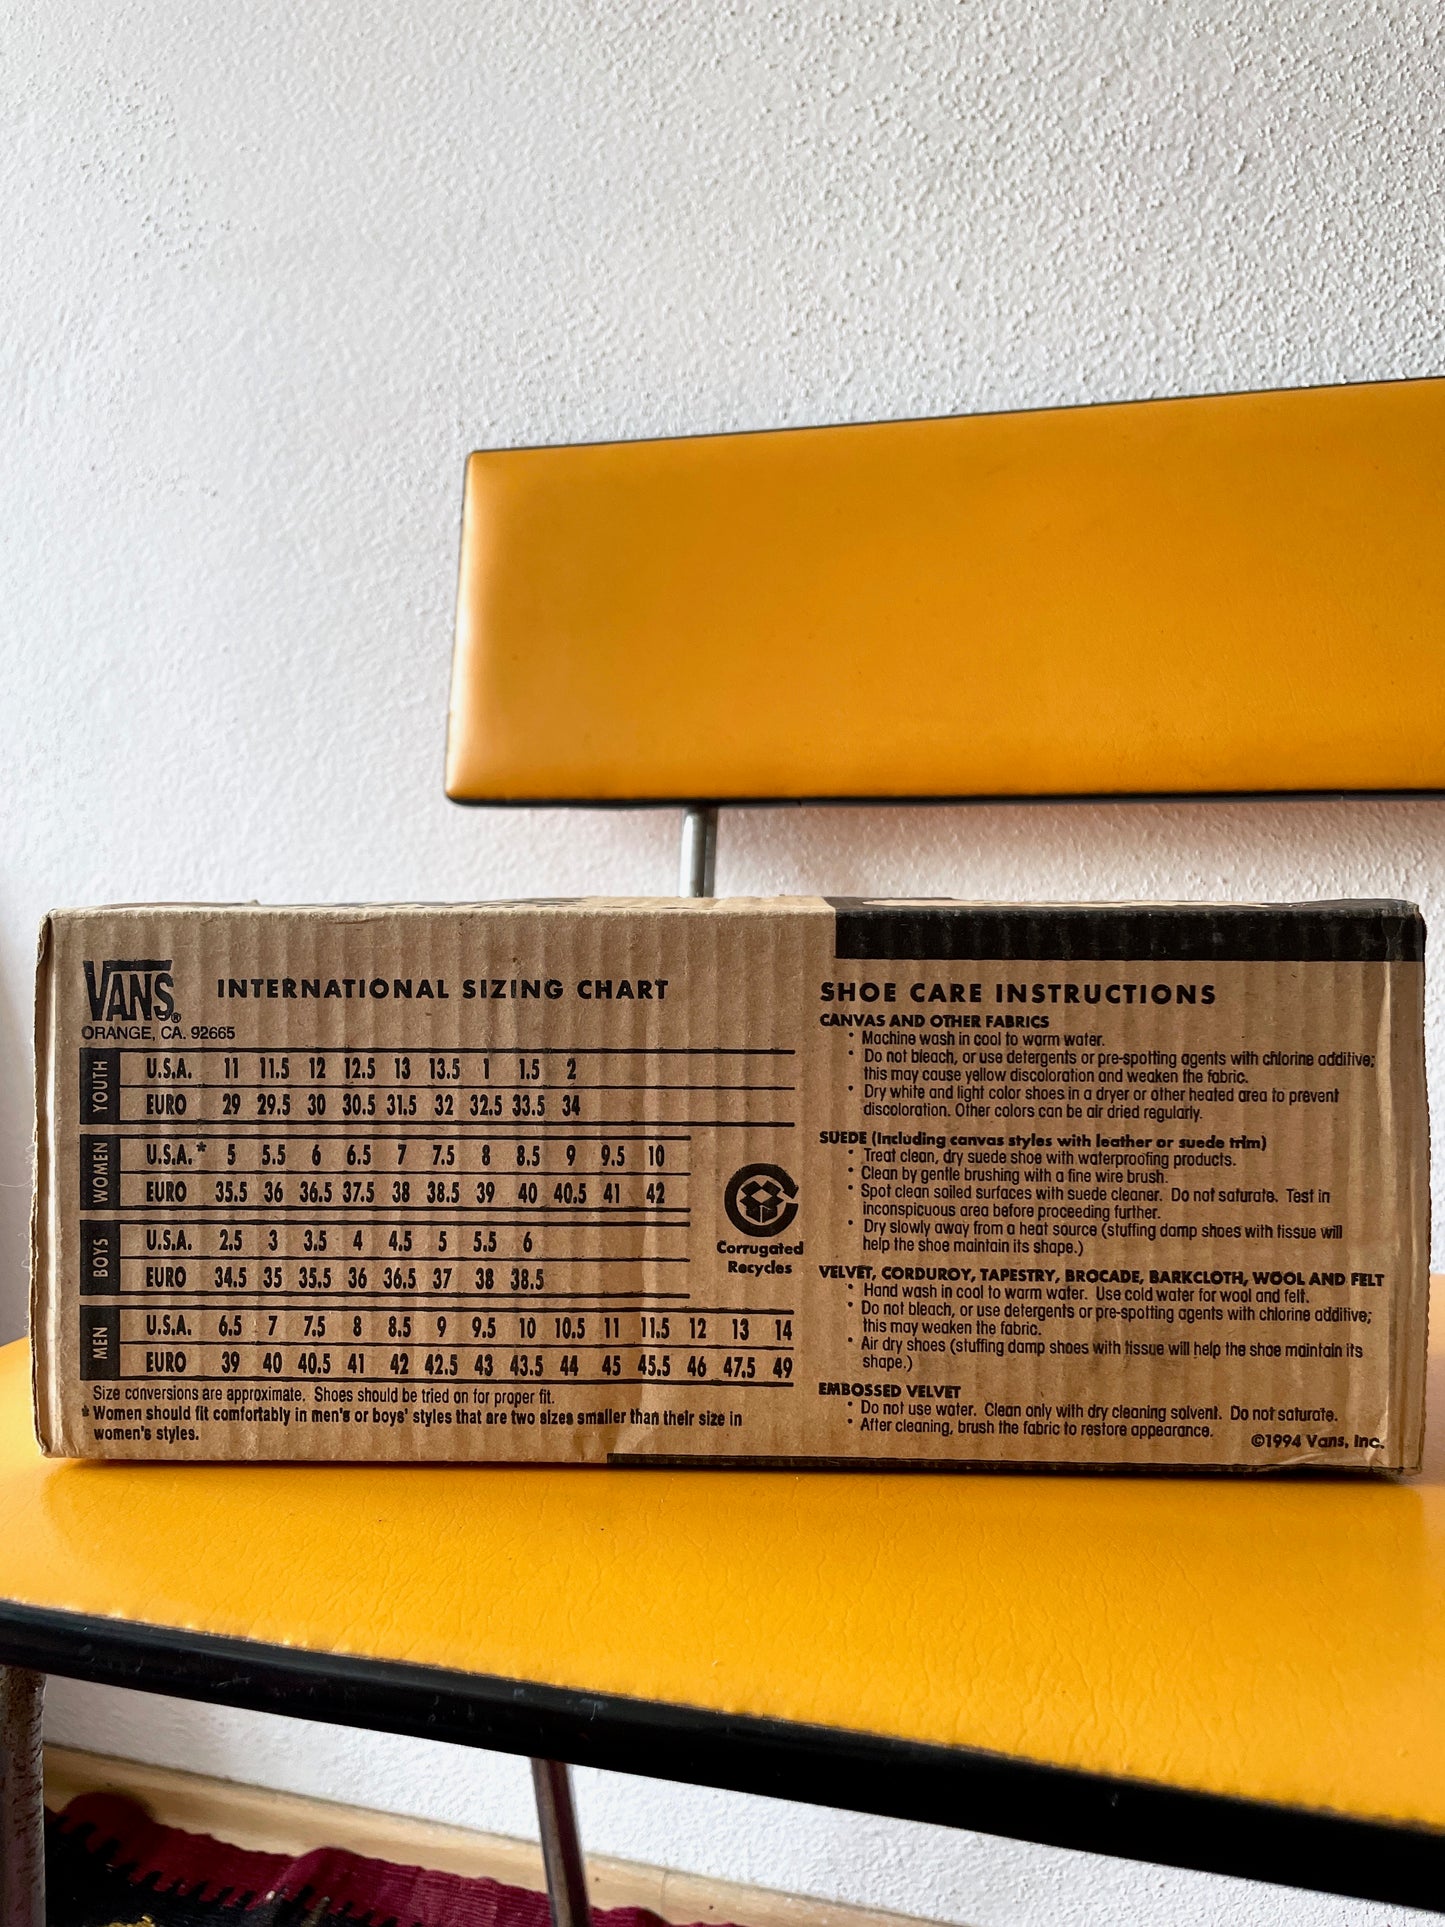 VANS®
ORANGE, CA. 92665
INTERNATIONAL SIZING CHART
YOUTH
U.S.A. 11 11.5 12 12.5 13 13.5 1 1.5 2
EURO 29 29.5 30 30.5 31.5 32 32.5 33.5 34
WOMEN
U.S.A.* 5 5.5 6 6.5 7 7.5 8 8.5 9 9.5 10
EURO 35.5 36 36.5 37.5 38 38.5 39 40 40.5 41 42
BOYS
U.S.A. 2.5 3 3.5 4 4.5 5 5.5 6
EURO 34.5 35 35.5 36 36.5 37 38 38.5
MEN
U.S.A. 6.5 7 7.5 8 8.5 9 9.5 10 10.5 11 11.5 12 13 14
EURO 39 40 40.5 41 42 42.5 43 43.5 44 45 45.5 46 47.5 49
Size conversions are approximate. Shoes should be tried on for proper fit.
* Women should fit comfortably in men's or boys' styles that are two sizes smaller than their size in
women's styles.
Corrugated
Recycles
SHOE CARE INSTRUCTIONS
CANVAS AND OTHER FABRICS
• Machine wash in cool to warm water.
• Do not bleach, or use detergents or pre-spotting agents with chlorine additive;
this may cause yellow discoloration and weaken the fabric.
• Dry white and light color shoes in a dryer or other heated area to prevent
discoloration. Other colors can be air dried regularly.
SUEDE (Including canvas styles with leather or suede trim)
• Treat clean, dry suede shoe with waterproofing products.
• Clean by gentle brushing with a fine wire brush.
• Spot clean soiled surfaces with suede cleaner. Do not saturate. Test in
inconspicuous area before proceeding further.
• Dry slowly away from a heat source (stuffing damp shoes with tissue will
help the shoe maintain its shape.)
VELVET, CORDUROY, TAPESTRY, BROCADE, BARKCLOTH, WOOL AND FELT
• Hand wash in cool to warm water. Use cold water for wool and felt.
• Do not bleach, or use detergents or pre-spotting agents with chlorine additive;
this may weaken the fabric.
• Air dry shoes (stuffing damp shoes with tissue will help the shoe maintain its
shape.)
EMBOSSED VELVET
• Do not use water. Clean only with dry cleaning solvent. Do not saturate.
• After cleaning, brush the fabric to restore appearance.
©1994 Vans, Inc.